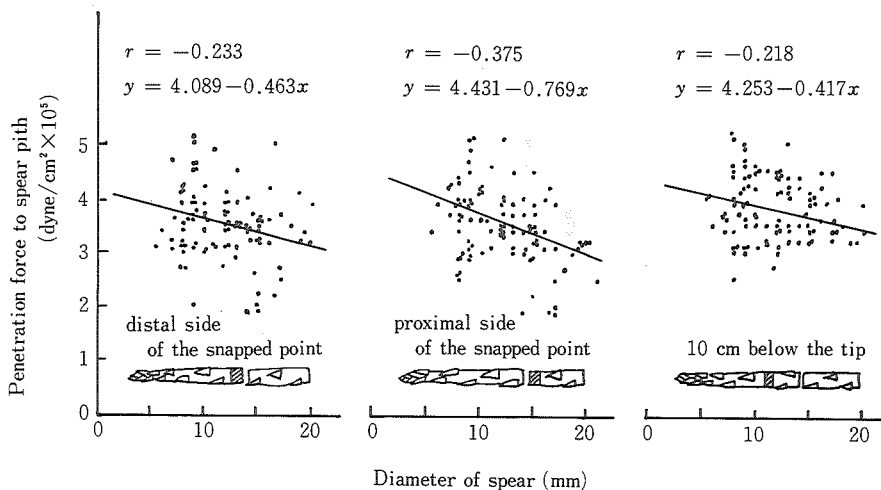 r = −0.233
y = 4.089−0.463x
r = −0.375
y = 4.431−0.769x
r = −0.218
y = 4.253−0.417x
Penetration force to spear pith
(dyne/cm²×10⁵)
5
4
3
2
1
0
distal side
of the snapped point
proximal side
of the snapped point
10 cm below the tip
0 10 20
0 10 20
0 10 20
Diameter of spear (mm)